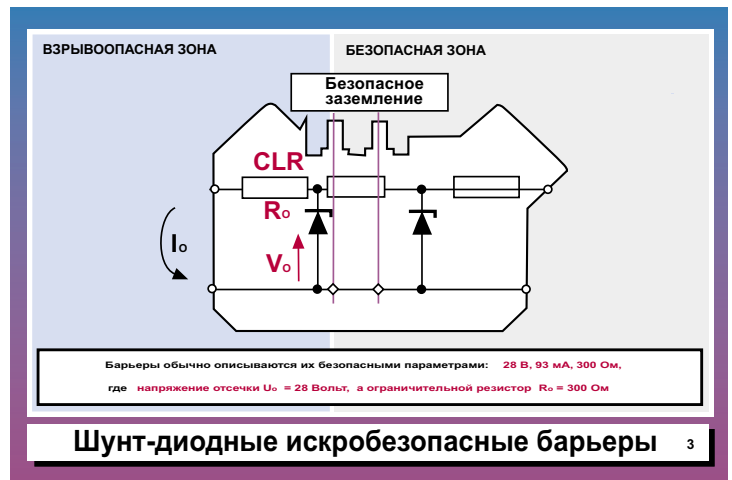 ВЗРЫВООПАСНАЯ ЗОНА
БЕЗОПАСНАЯ ЗОНА
Безопасное
заземление
CLR
Ro
Io
Vo
Барьеры обычно описываются их безопасными параметрами: 28 В, 93 мА, 300 Ом,
где напряжение отсечки Uo = 28 Вольт, а ограничительной резистор Ro = 300 Ом
Шунт-диодные искробезопасные барьеры 3